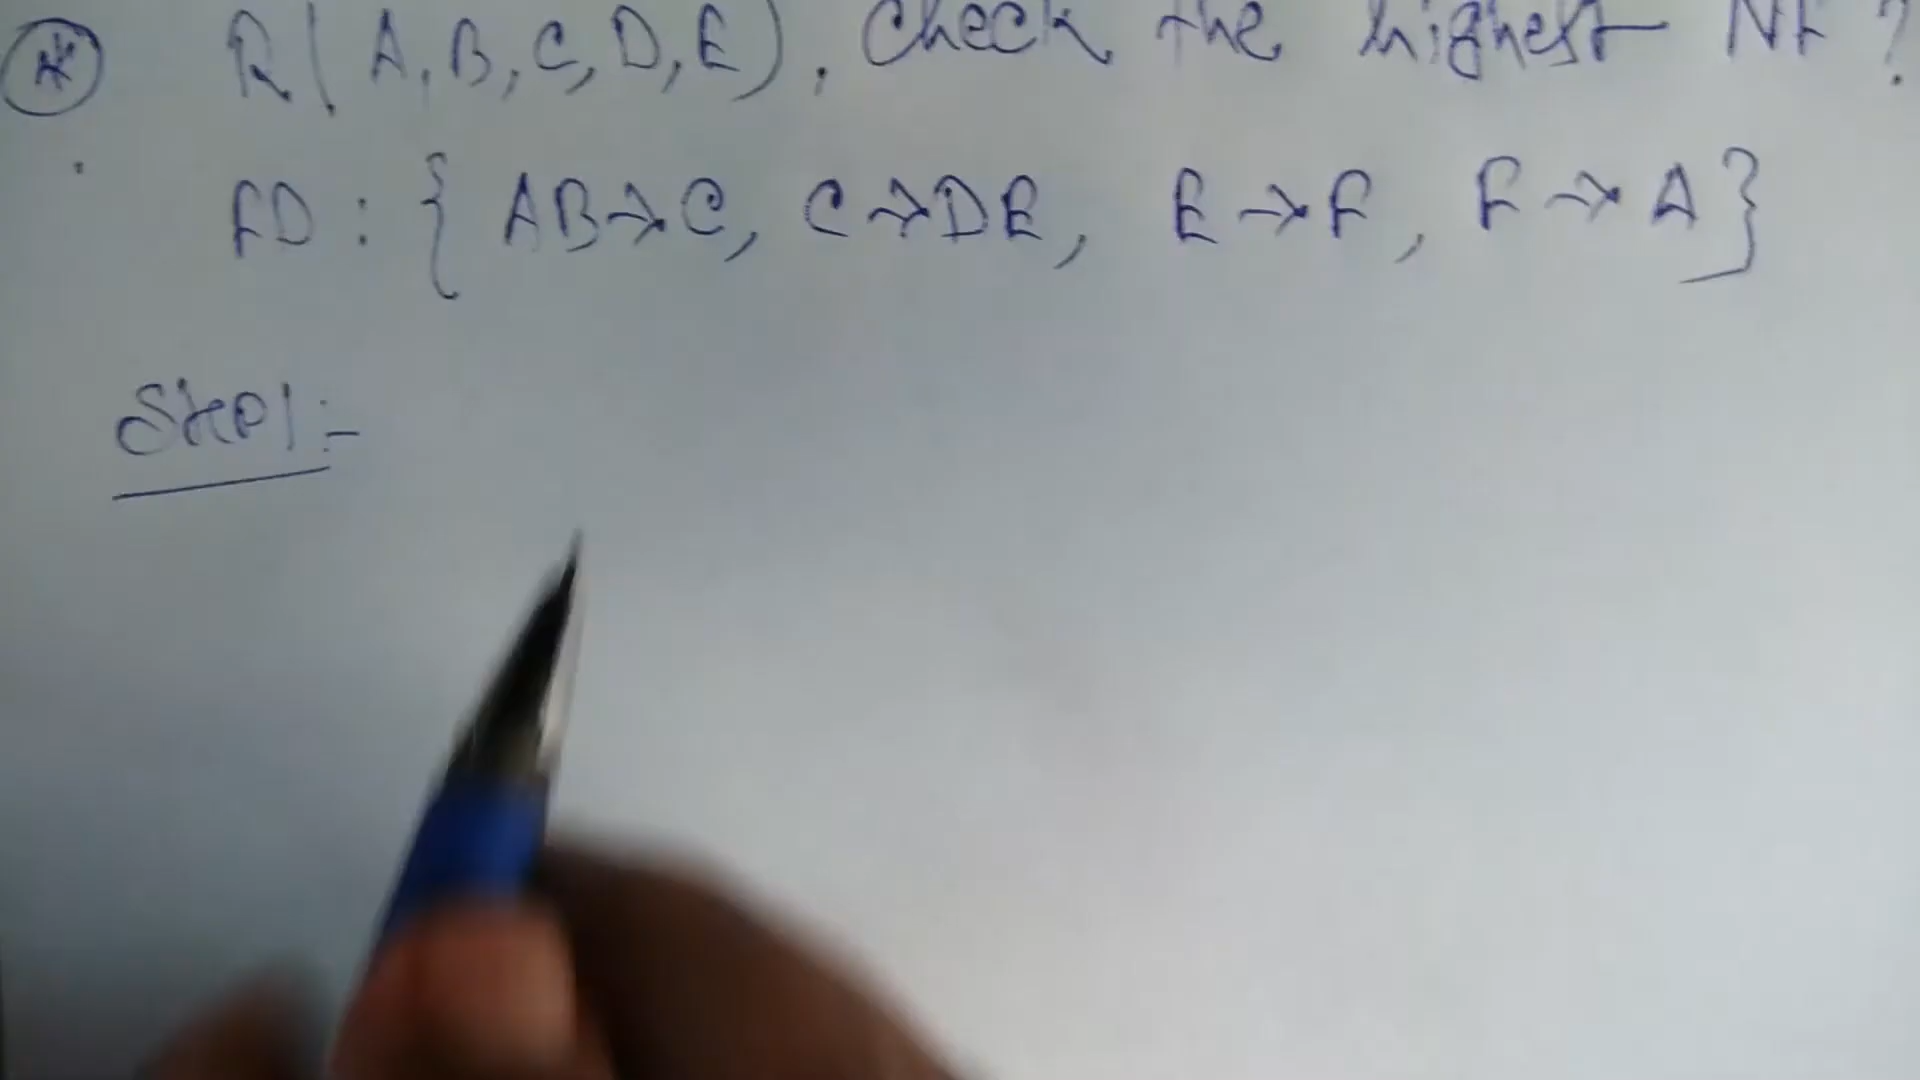 * R(A,B,C,D,E). Check the highest NF?
FD: {AB→C, C→DE, E→F, F→A}
Step1:-